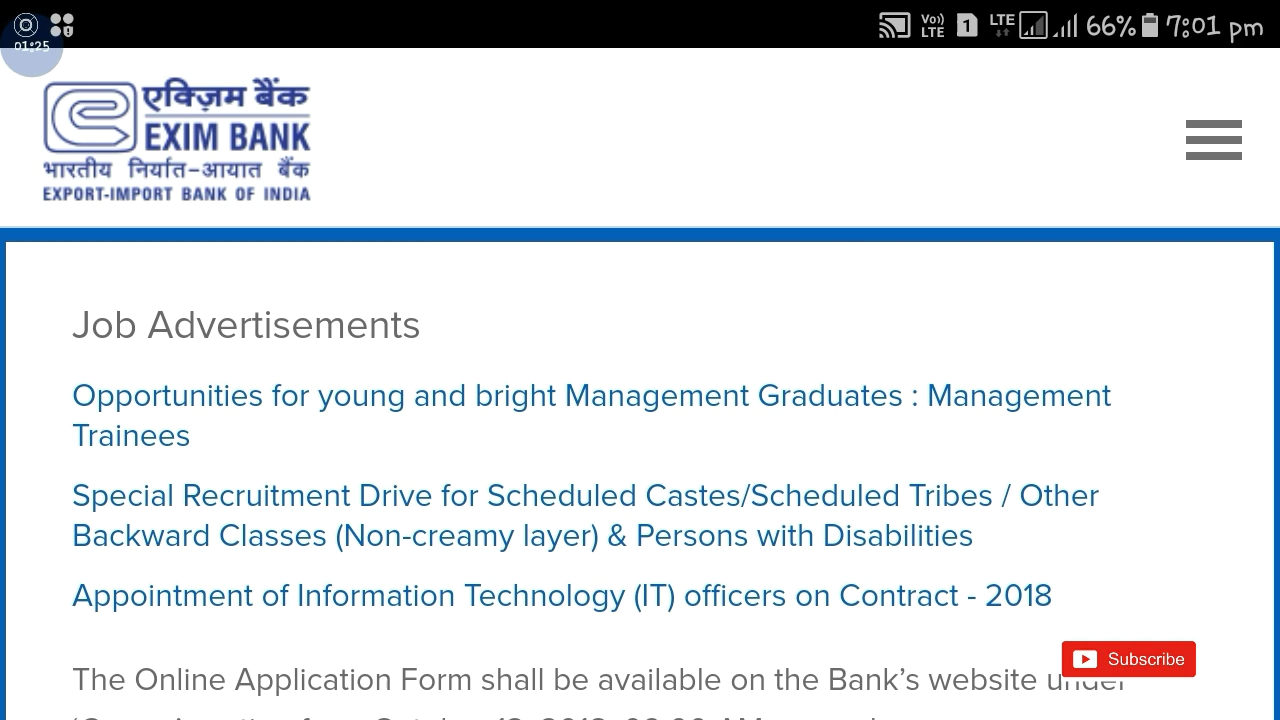 01:25
Vo))
LTE
1
LTE
66%
7:01 pm
एक्ज़िम बैंक
EXIM BANK
भारतीय निर्यात-आयात बैंक
EXPORT-IMPORT BANK OF INDIA
Job Advertisements
Opportunities for young and bright Management Graduates : Management
Trainees
Special Recruitment Drive for Scheduled Castes/Scheduled Tribes / Other
Backward Classes (Non-creamy layer) & Persons with Disabilities
Appointment of Information Technology (IT) officers on Contract - 2018
Subscribe
The Online Application Form shall be available on the Bank’s website under